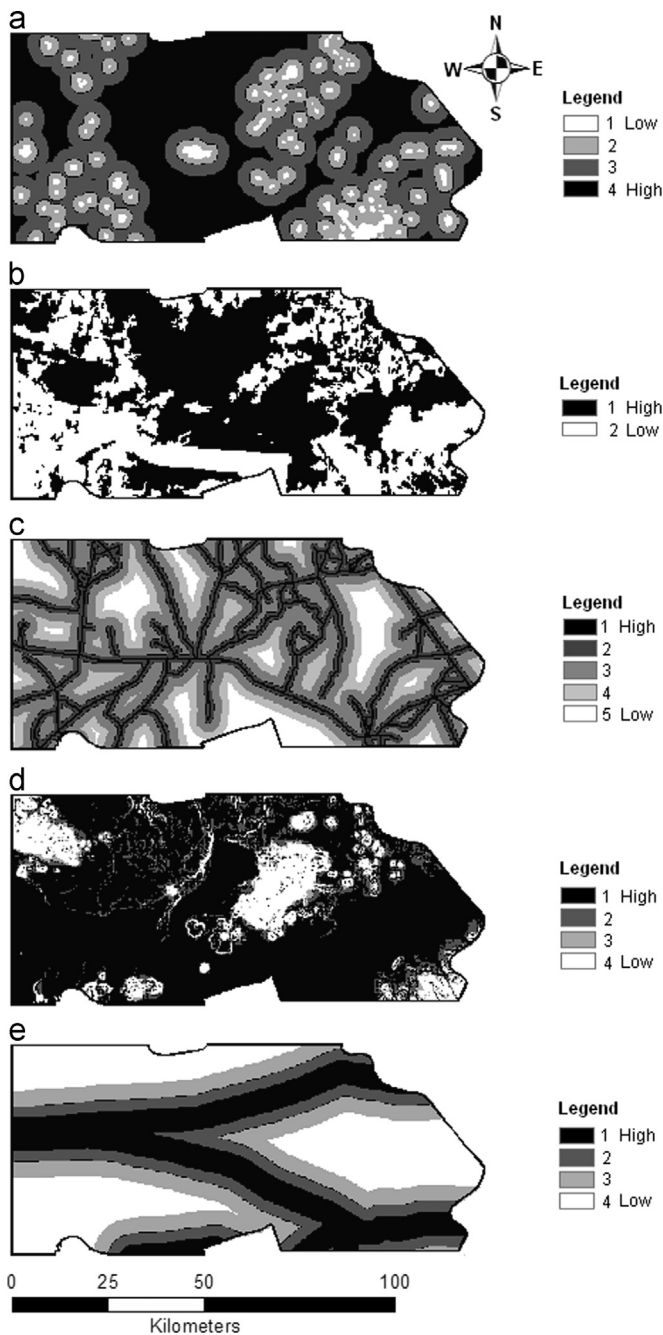 a
N
W E
S
Legend
1 Low
2
3
4 High
b
Legend
1 High
2 Low
c
Legend
1 High
2
3
4
5 Low
d
Legend
1 High
2
3
4 Low
e
Legend
1 High
2
3
4 Low
0 25 50 100
Kilometers